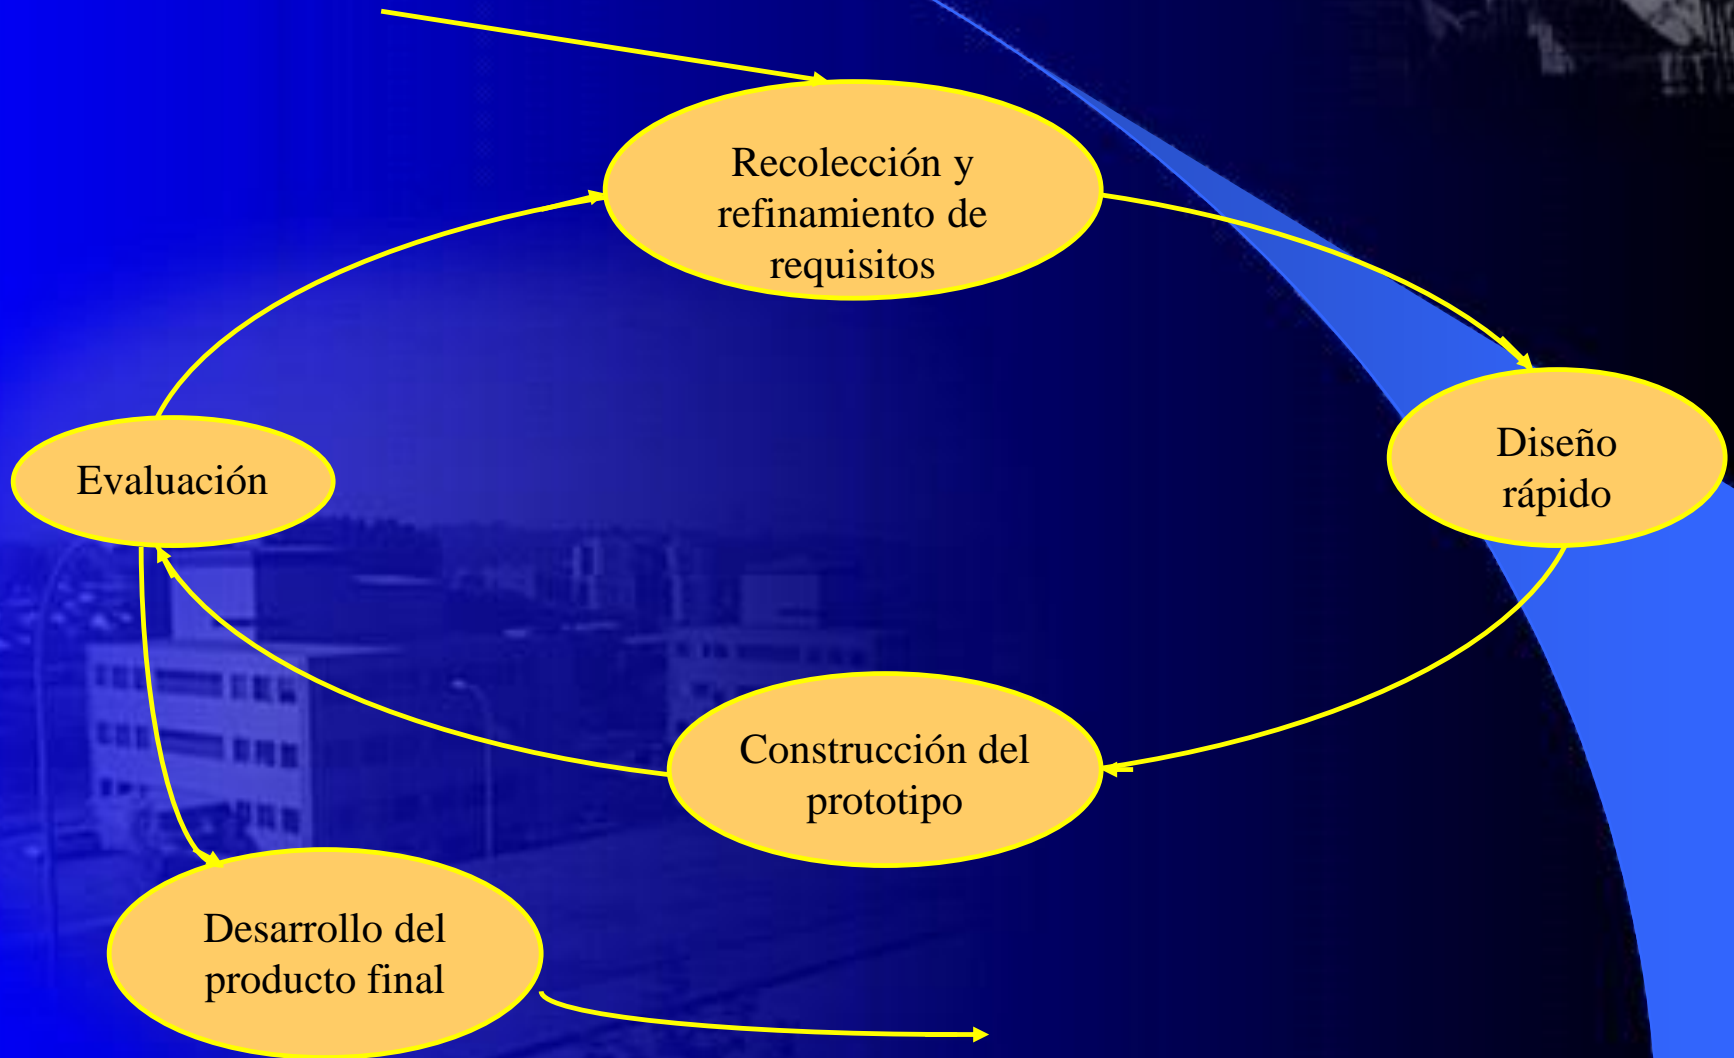 Recolección y
refinamiento de
requisitos
Diseño
rápido
Evaluación
Construcción del
prototipo
Desarrollo del
producto final